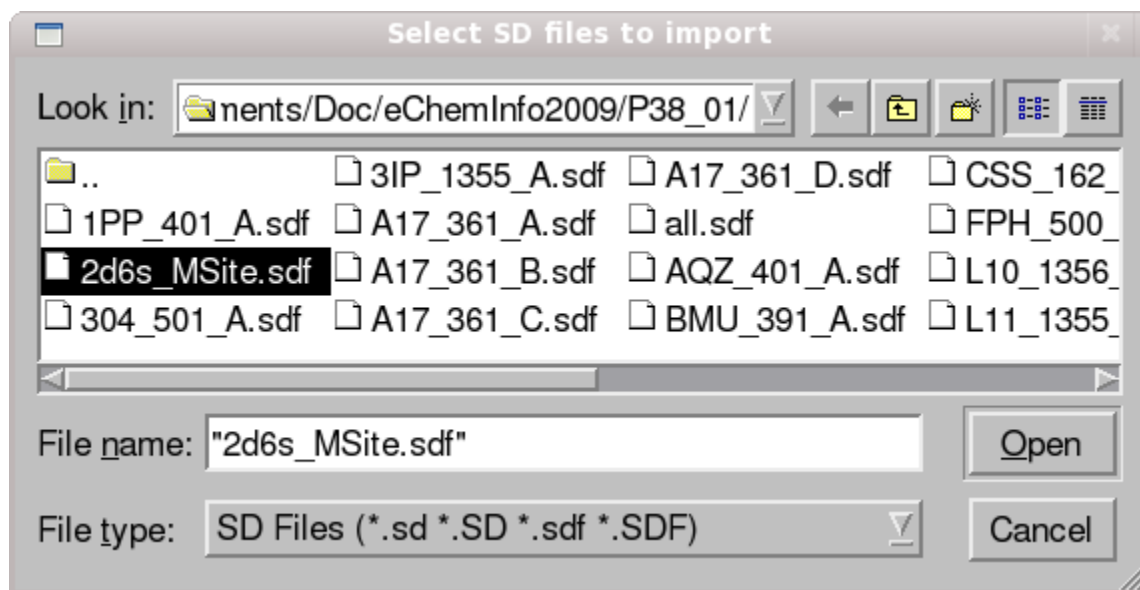 Select SD files to import
Look in: ments/Doc/eChemInfo2009/P38_01/
.. 3IP_1355_A.sdf A17_361_D.sdf CSS_162_
1PP_401_A.sdf A17_361_A.sdf all.sdf FPH_500_
2d6s_MSite.sdf A17_361_B.sdf AQZ_401_A.sdf L10_1356_
304_501_A.sdf A17_361_C.sdf BMU_391_A.sdf L11_1355_
File name: "2d6s_MSite.sdf" Open
File type: SD Files (*.sd *.SD *.sdf *.SDF) Cancel